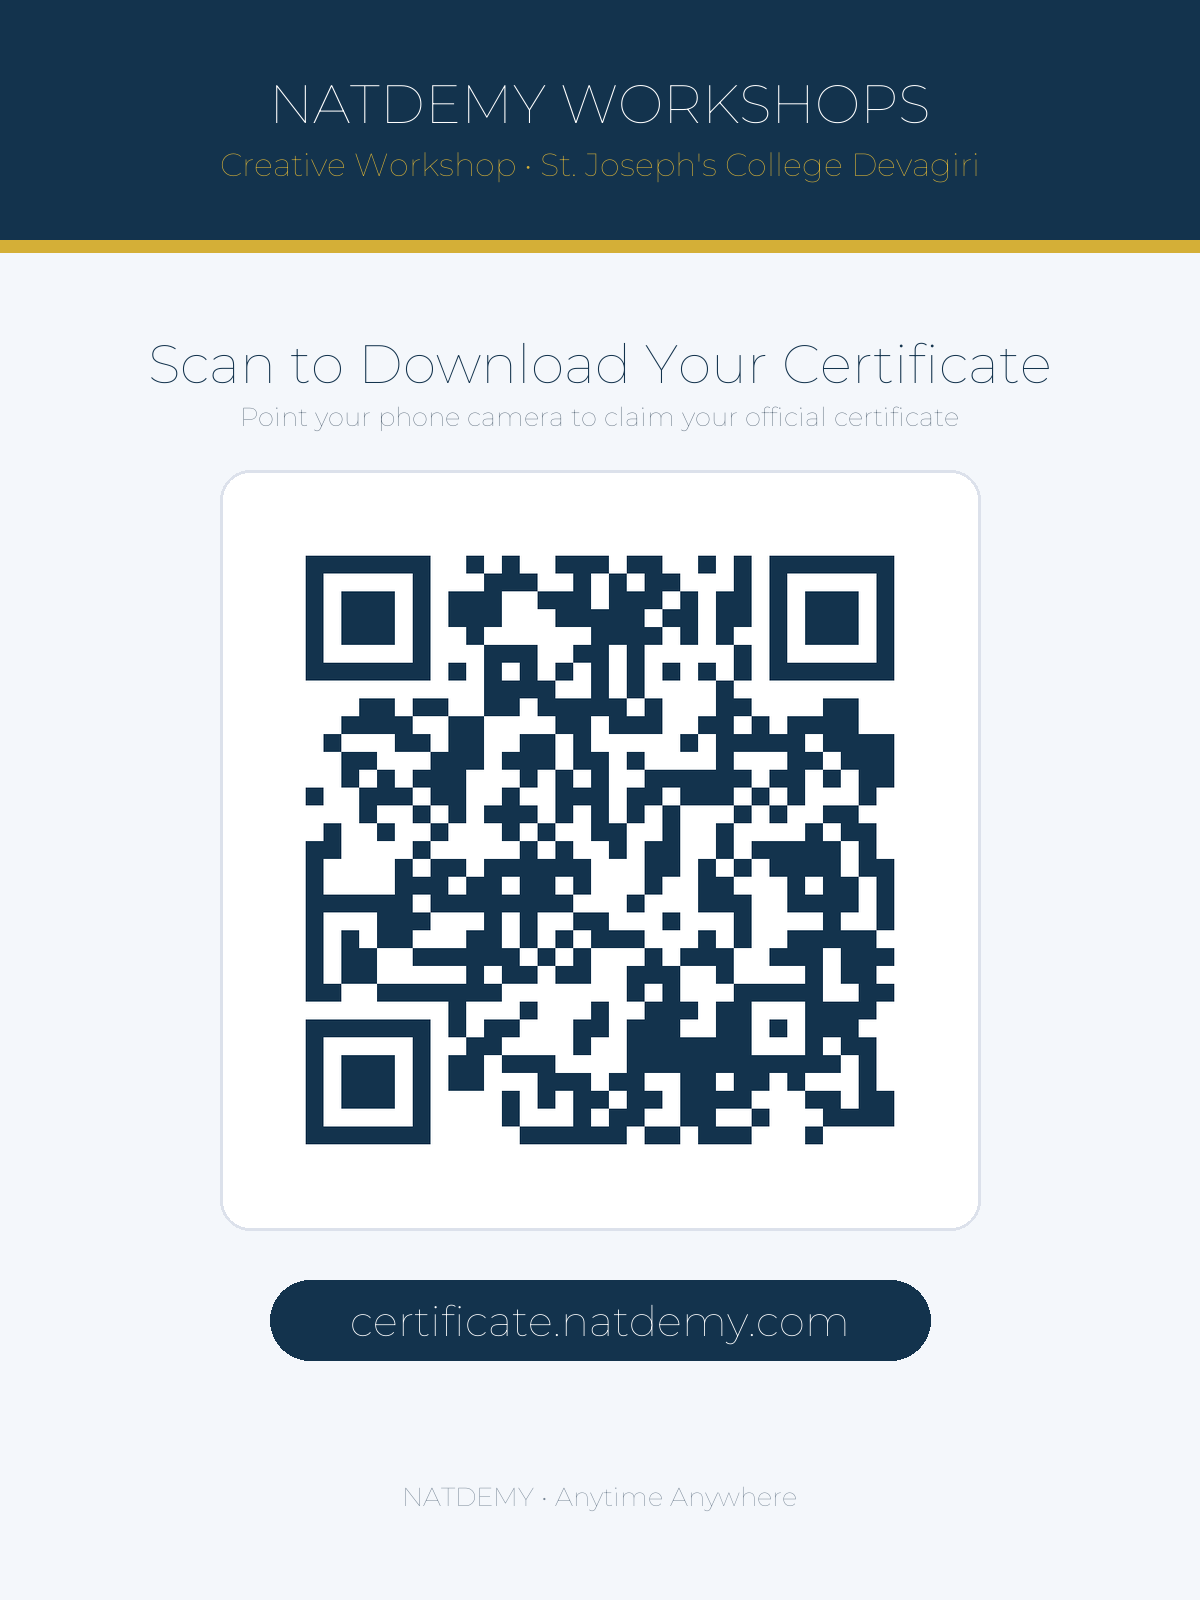 NATDEMY WORKSHOPS
Creative Workshop · St. Joseph's College Devagiri
Scan to Download Your Certificate
Point your phone camera to claim your official certificate
certificate.natdemy.com
NATDEMY · Anytime Anywhere